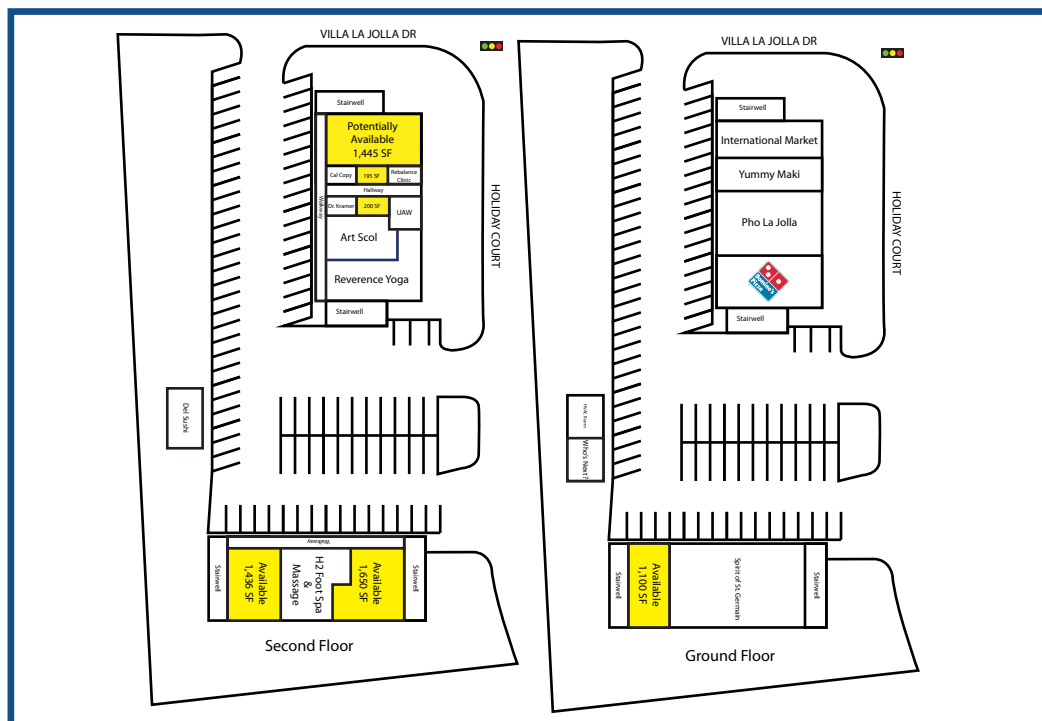 VILLA LA JOLLA DR
Stairwell
Potentially
Available
1,445 SF
Cal Copy
195 SF
Rebalance
Clinic
Hallway
Walkway
Dr. Kramer
200 SF
UAW
Art Scol
Reverence Yoga
Stairwell
HOLIDAY COURT
Del Sushi
Walkway
Stairwell
Available
1,436 SF
H2 Foot Spa
&
Massage
Available
1,650 SF
Stairwell
Second Floor
VILLA LA JOLLA DR
Stairwell
International Market
Yummy Maki
Pho La Jolla
Domino's
Pizza
Stairwell
HOLIDAY COURT
Who's Next?
Stairwell
Available
1,100 SF
Spirit of St. Germain
Stairwell
Ground Floor